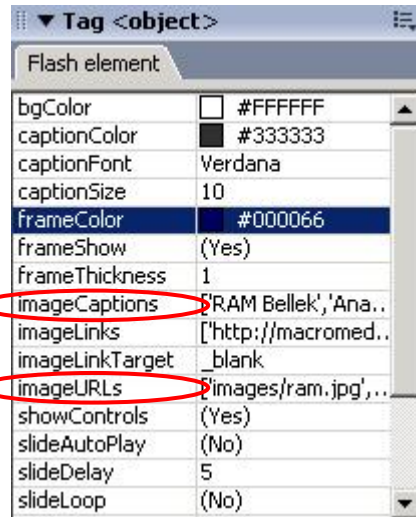 ▼ Tag <object>
Flash element
bgColor #FFFFFF
captionColor #333333
captionFont Verdana
captionSize 10
frameColor #000066
frameShow (Yes)
frameThickness 1
imageCaptions ['RAM Bellek','Ana..
imageLinks ['http://macromed..
imageLinkTarget _blank
imageURLs ['images/ram.jpg',..
showControls (Yes)
slideAutoPlay (No)
slideDelay 5
slideLoop (No)